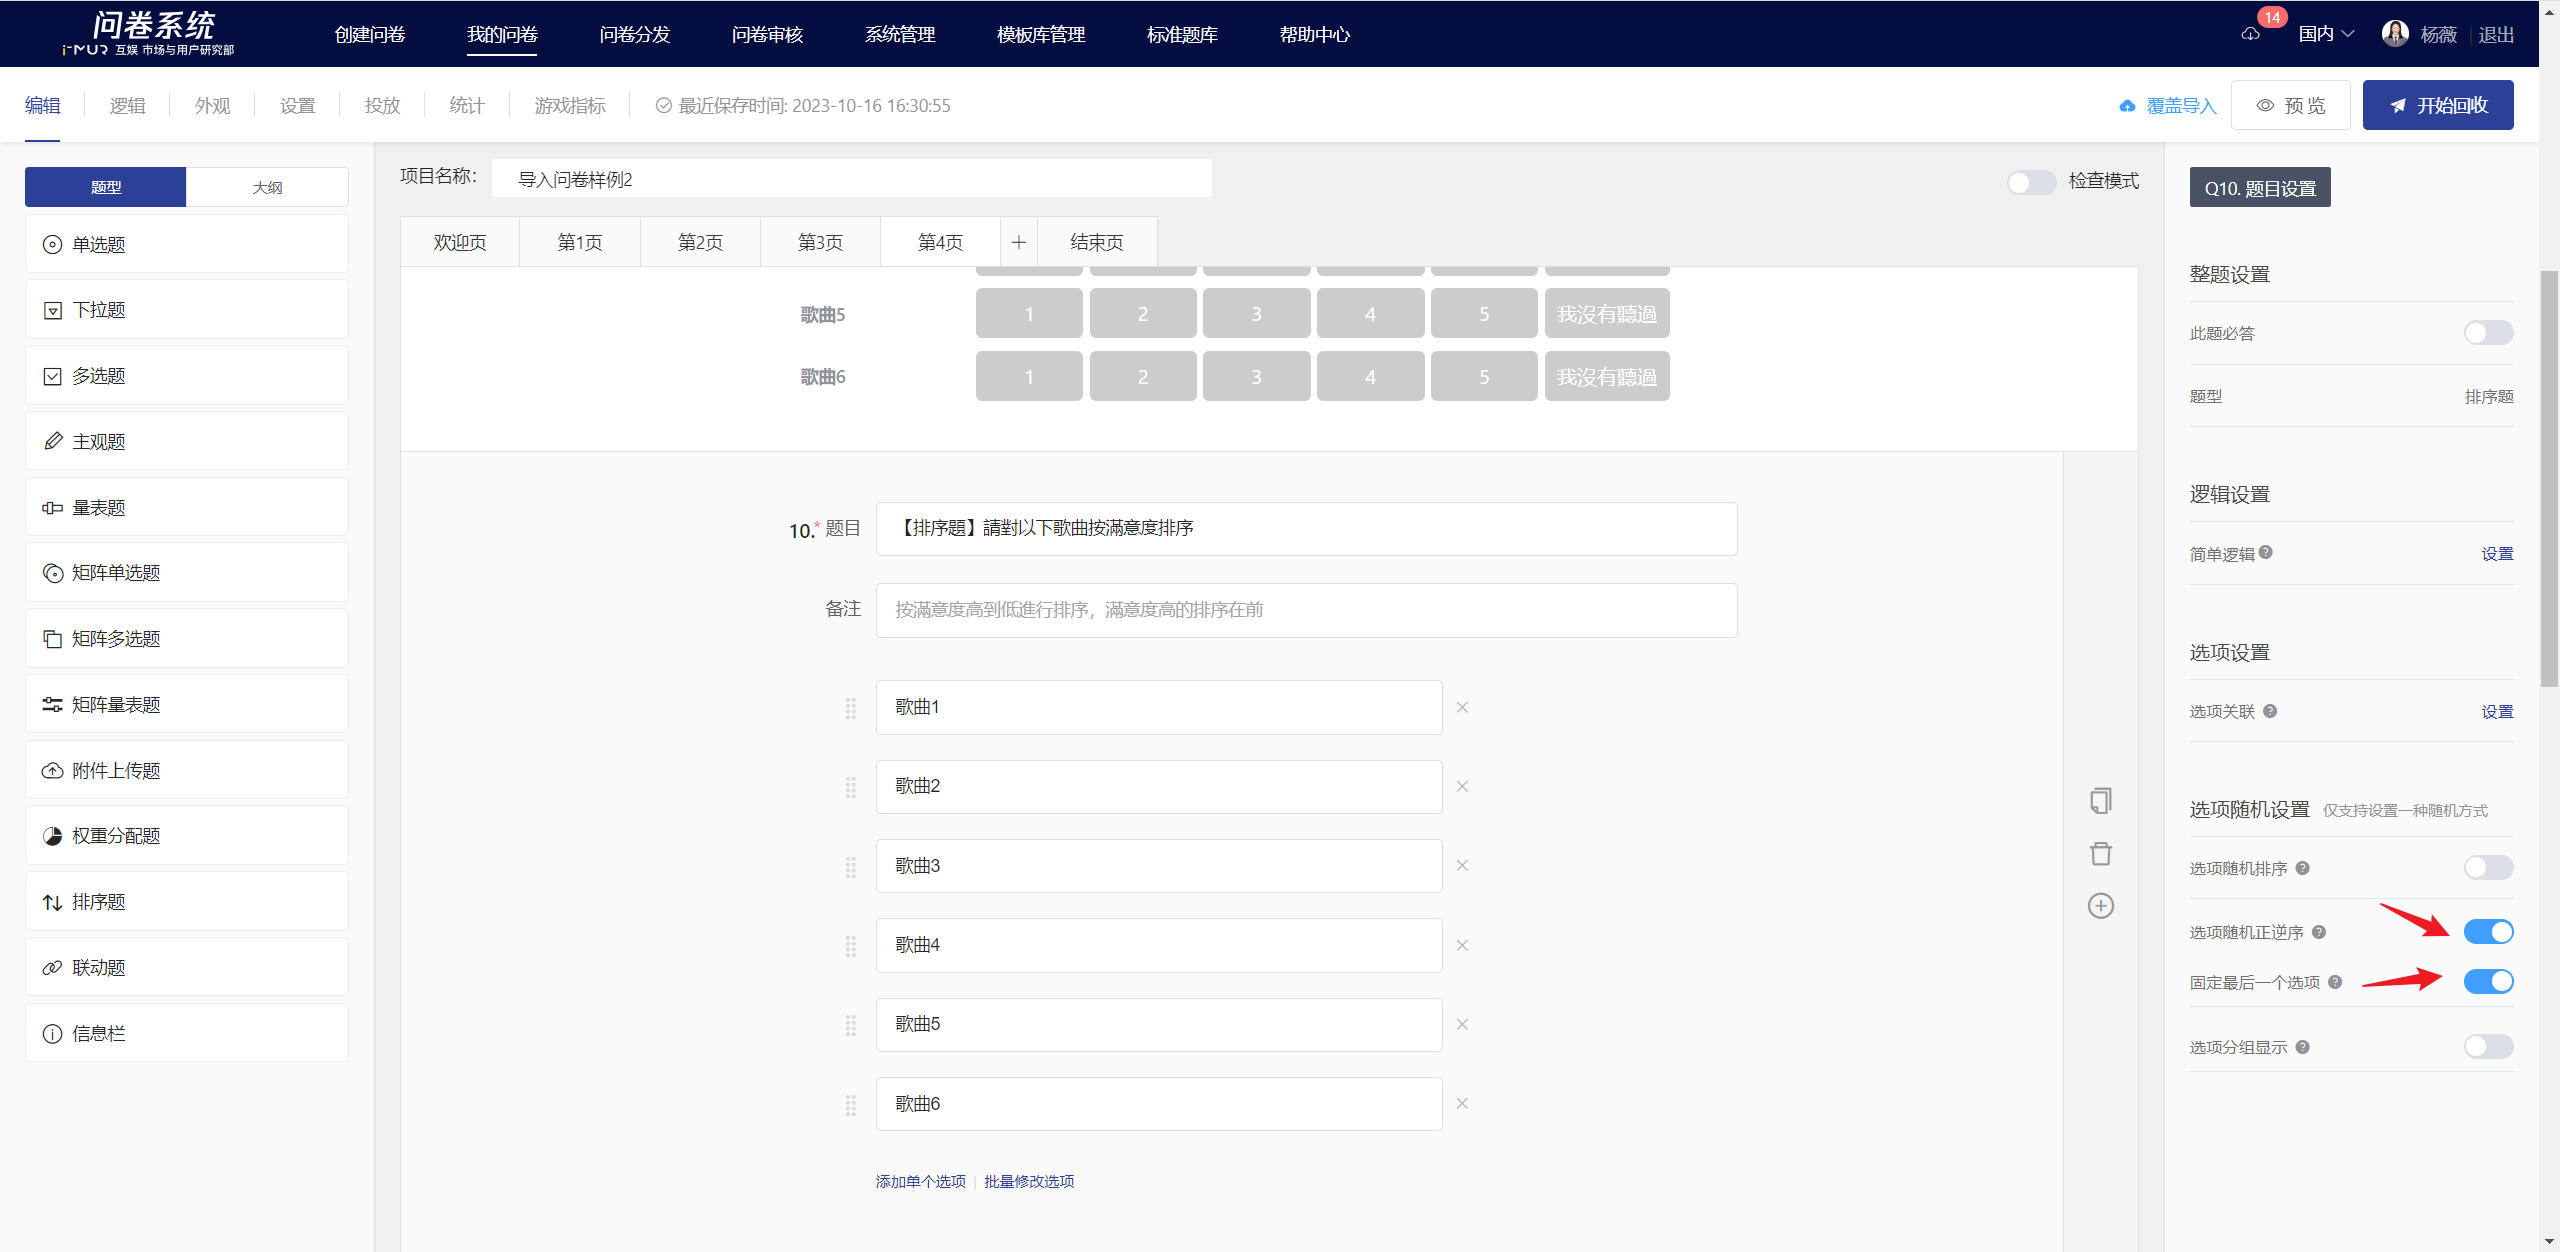 问卷系统
i-MUR 互娱 市场与用户研究部
创建问卷
我的问卷
问卷分发
问卷审核
系统管理
模板库管理
标准题库
帮助中心
14
国内
杨薇
退出
编辑
逻辑
外观
设置
投放
统计
游戏指标
最近保存时间: 2023-10-16 16:30:55
覆盖导入
预 览
开始回收
题型
大纲
单选题
下拉题
多选题
主观题
量表题
矩阵单选题
矩阵多选题
矩阵量表题
附件上传题
权重分配题
排序题
联动题
信息栏
项目名称:
导入问卷样例2
检查模式
欢迎页
第1页
第2页
第3页
第4页
结束页
歌曲5 1 2 3 4 5 我沒有聽過
歌曲6 1 2 3 4 5 我沒有聽過
10.* 题目
【排序題】請對以下歌曲按滿意度排序
备注
按滿意度高到低進行排序，滿意度高的排序在前
歌曲1
歌曲2
歌曲3
歌曲4
歌曲5
歌曲6
添加单个选项 | 批量修改选项
Q10. 题目设置
整题设置
此题必答
题型 排序题
逻辑设置
简单逻辑 设置
选项设置
选项关联 设置
选项随机设置 仅支持设置一种随机方式
选项随机排序
选项随机正逆序
固定最后一个选项
选项分组显示